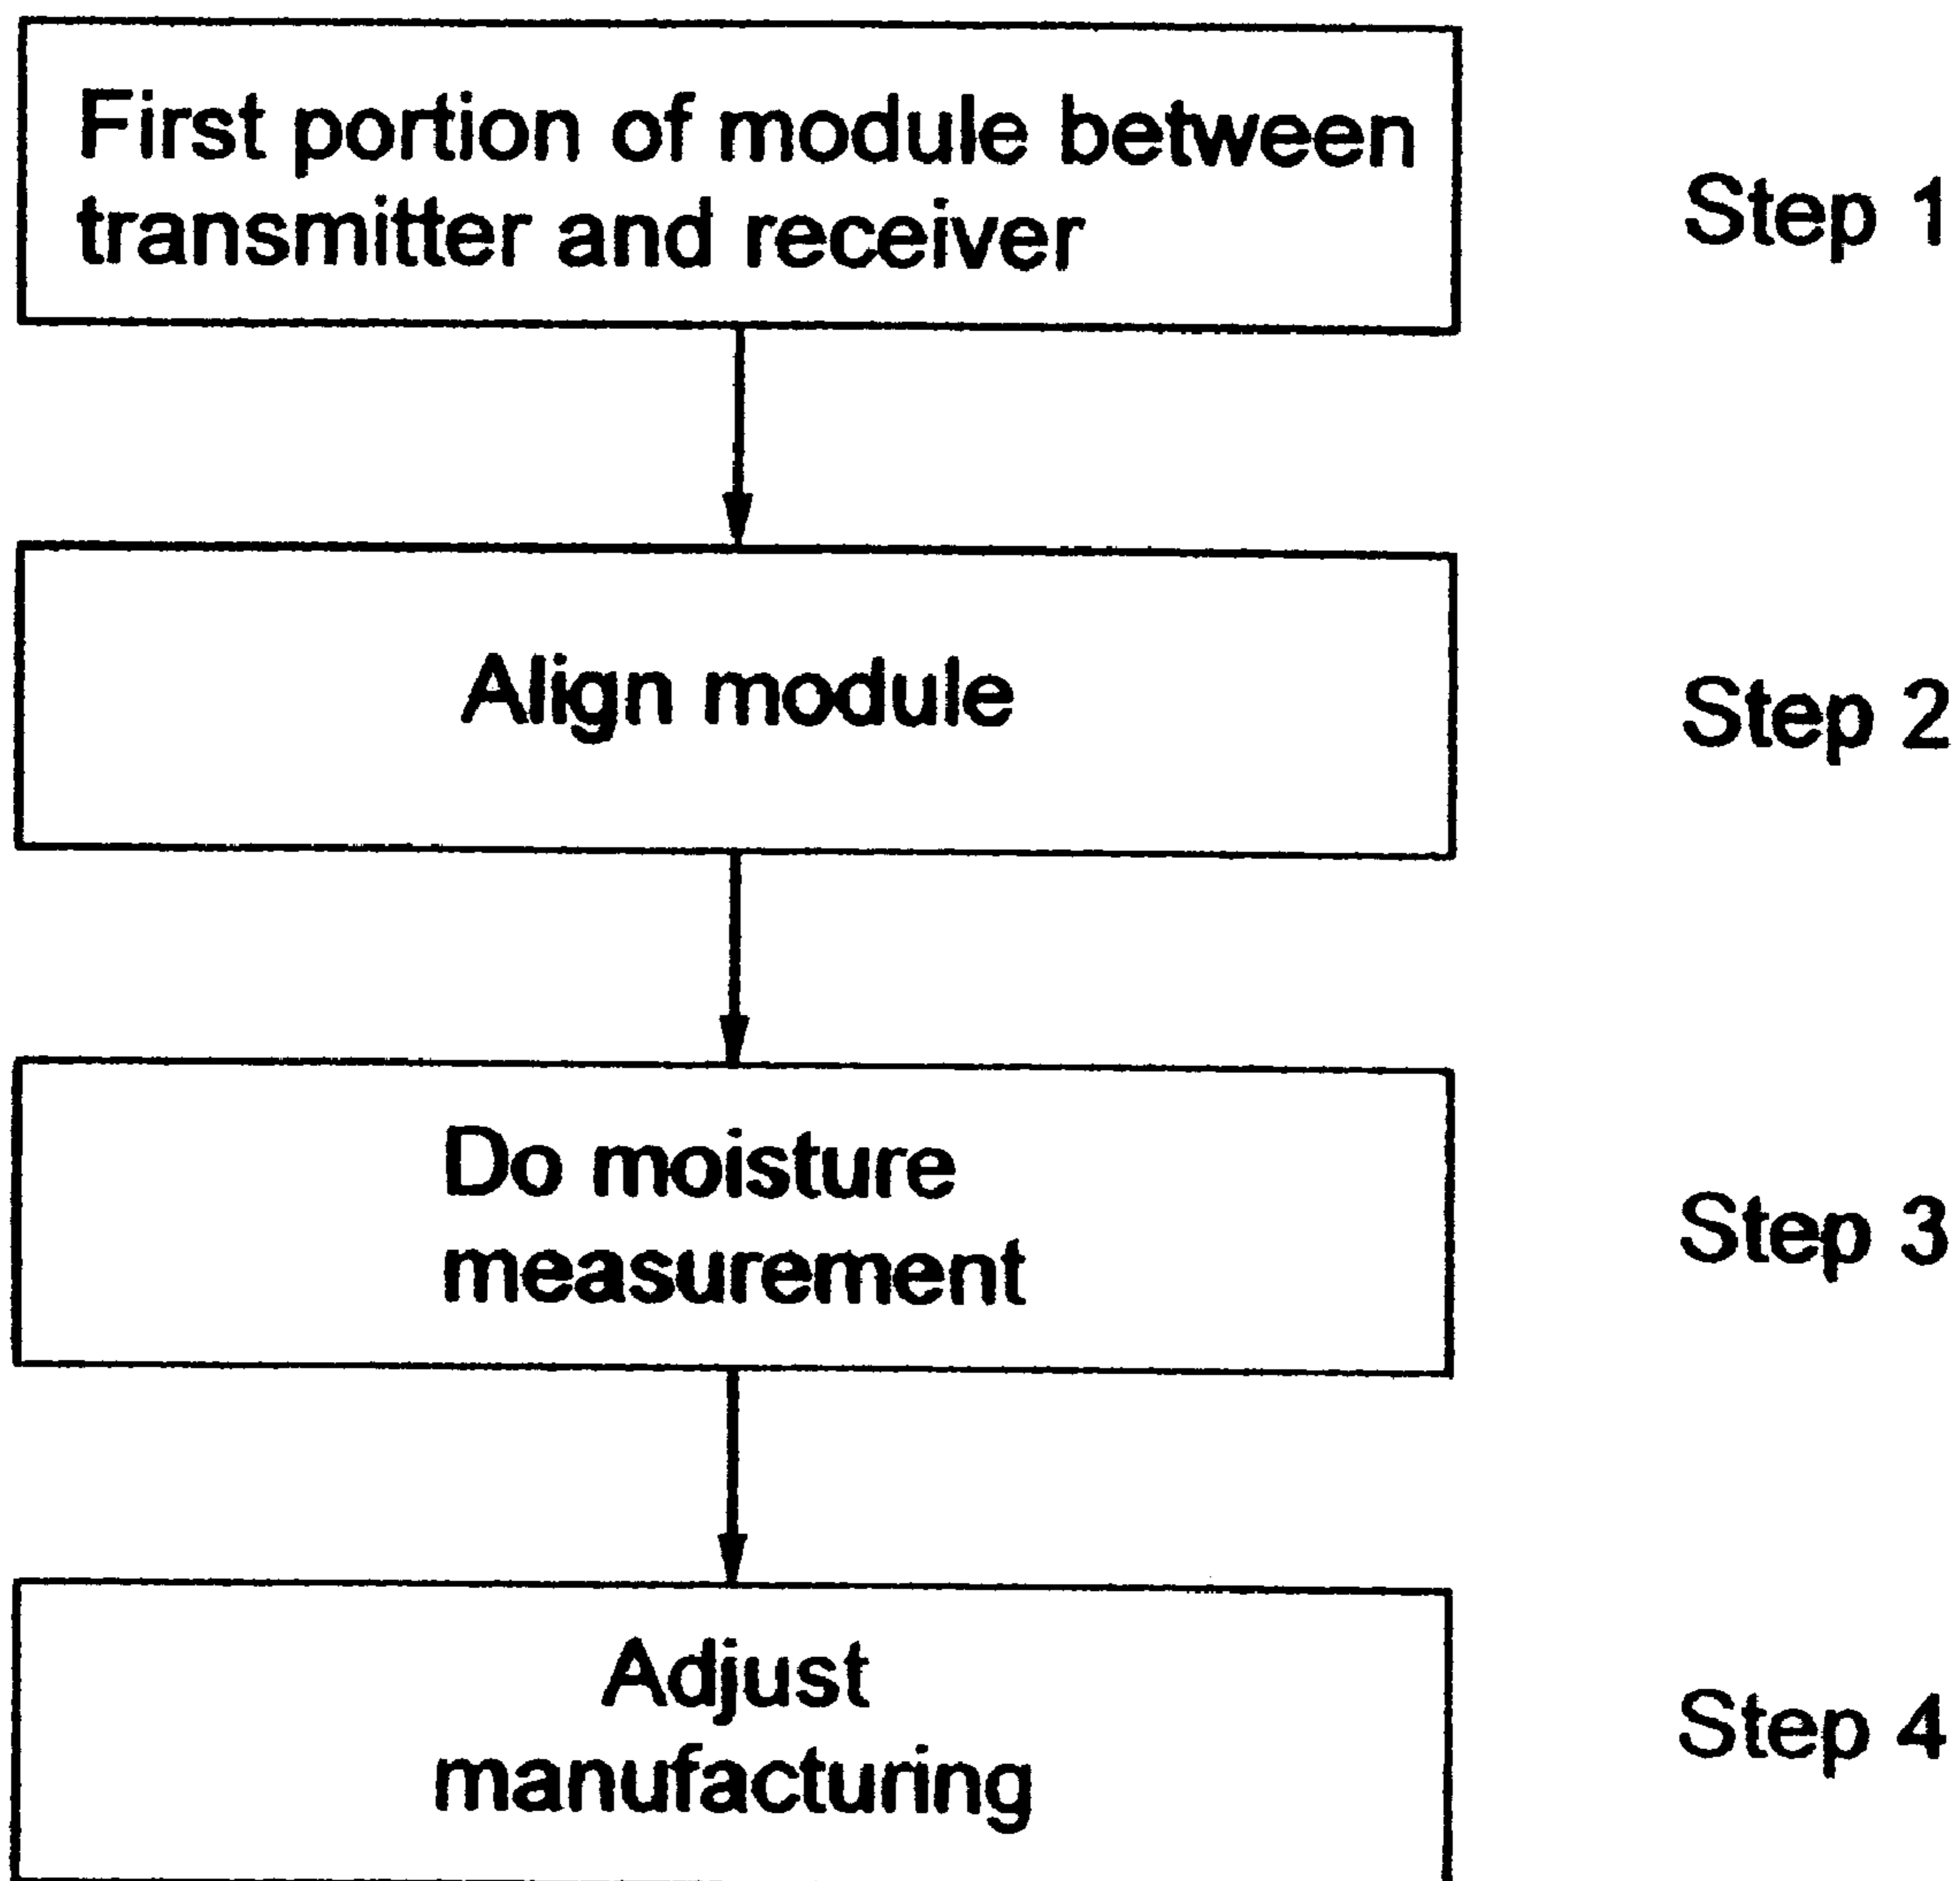 First portion of module between
transmitter and receiver
Step 1
Align module
Step 2
Do moisture
measurement
Step 3
Adjust
manufacturing
Step 4